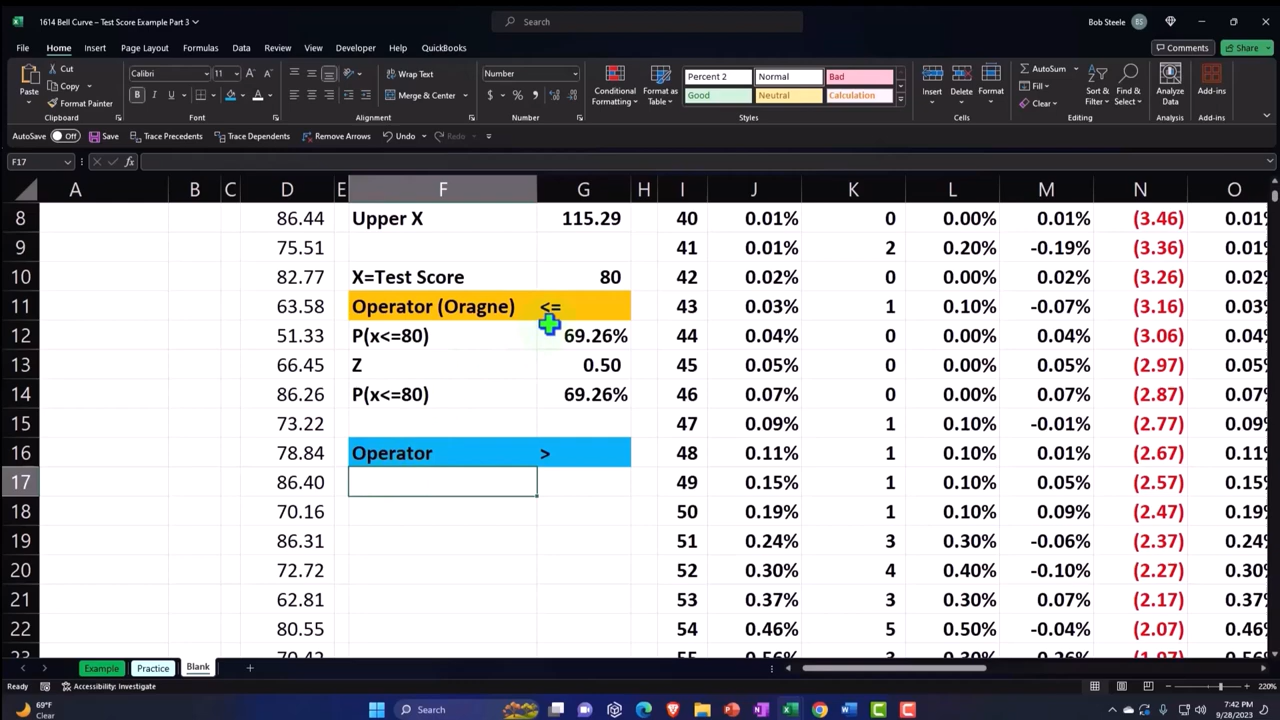 1614 Bell Curve – Test Score Example Part 3
Search
Bob Steele
BS
File Home Insert Page Layout Formulas Data Review View Developer Help QuickBooks
Comments Share
Paste
Cut
Copy
Format Painter
Clipboard
Calibri 11
Font
Wrap Text
Merge & Center
Alignment
Number
Number
Conditional Formatting
Format as Table
Percent 2 Normal Bad
Good Neutral Calculation
Styles
Insert Delete Format
Cells
AutoSum
Fill
Clear
Sort & Filter
Find & Select
Editing
Analyze Data
Analysis
Add-ins
Add-ins
AutoSave Off Save Trace Precedents Trace Dependents Remove Arrows Undo Redo
F17 fx
A B C D E F G H I J K L M N O
8 86.44 Upper X 115.29 40 0.01% 0 0.00% 0.01% (3.46) 0.01%
9 75.51 41 0.01% 2 0.20% -0.19% (3.36) 0.01%
10 82.77 X=Test Score 80 42 0.02% 0 0.00% 0.02% (3.26) 0.01%
11 63.58 Operator (Oragne) <= 43 0.03% 1 0.10% -0.07% (3.16) 0.03%
12 51.33 P(x<=80) 69.26% 44 0.04% 0 0.00% 0.04% (3.06) 0.04%
13 66.45 Z 0.50 45 0.05% 0 0.00% 0.05% (2.97) 0.05%
14 86.26 P(x<=80) 69.26% 46 0.07% 0 0.00% 0.07% (2.87) 0.07%
15 73.22 47 0.09% 1 0.10% -0.01% (2.77) 0.09%
16 78.84 Operator > 48 0.11% 1 0.10% 0.01% (2.67) 0.11%
17 86.40 49 0.15% 1 0.10% 0.05% (2.57) 0.15%
18 70.16 50 0.19% 1 0.10% 0.09% (2.47) 0.19%
19 86.31 51 0.24% 3 0.30% -0.06% (2.37) 0.24%
20 72.72 52 0.30% 4 0.40% -0.10% (2.27) 0.30%
21 62.81 53 0.37% 3 0.30% 0.07% (2.17) 0.37%
22 80.55 54 0.46% 5 0.50% -0.04% (2.07) 0.46%
Example Practice Blank
Ready Accessibility: Investigate 220%
69°F
Clear
Search
7:42 PM
9/28/2023